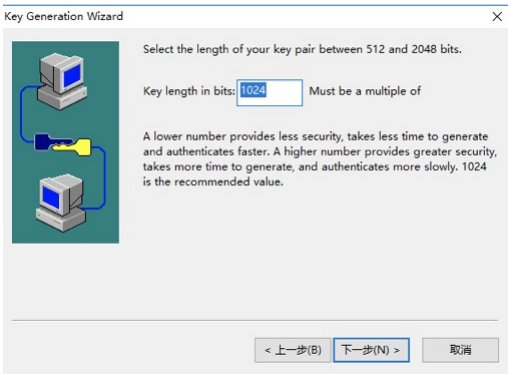 Key Generation Wizard
Select the length of your key pair between 512 and 2048 bits.
Key length in bits: 1024 Must be a multiple of
A lower number provides less security, takes less time to generate
and authenticates faster. A higher number provides greater security,
takes more time to generate, and authenticates more slowly. 1024
is the recommended value.
< 上一步(B) 下一步(N) > 取消